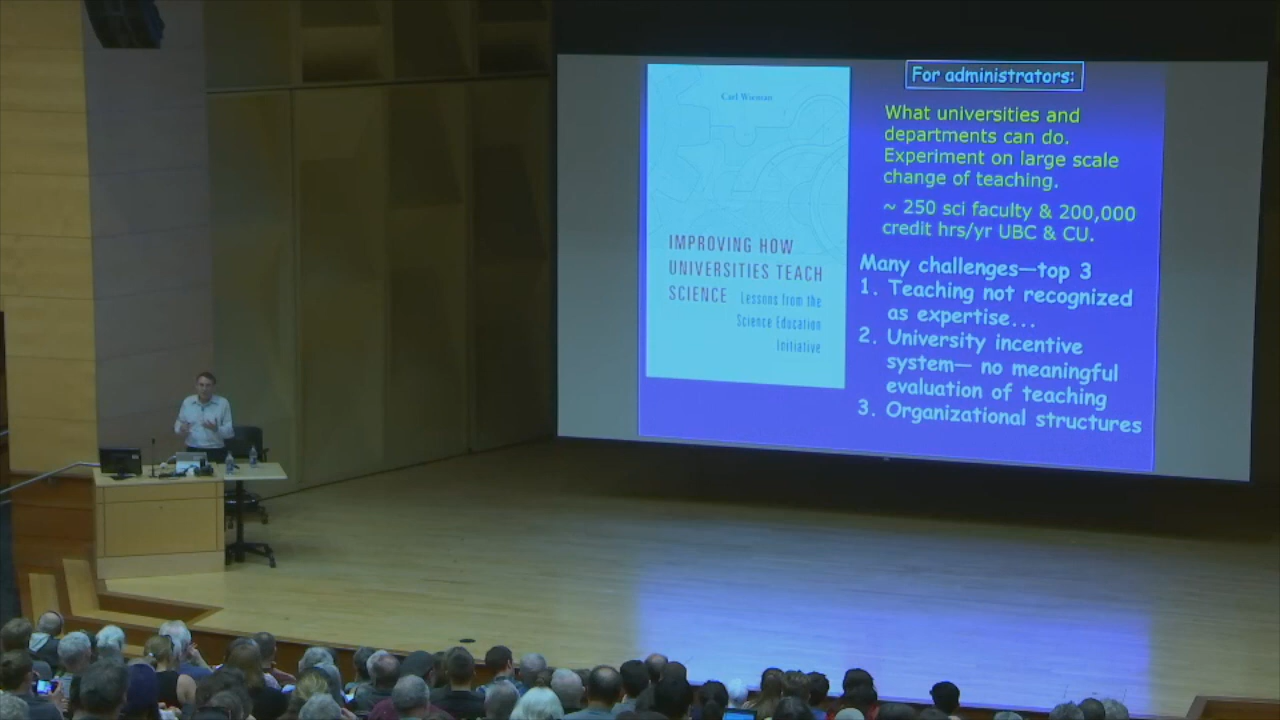 Carl Wieman
IMPROVING HOW
UNIVERSITIES TEACH
SCIENCE Lessons from the
Science Education
Initiative
For administrators:
What universities and
departments can do.
Experiment on large scale
change of teaching.
~ 250 sci faculty & 200,000
credit hrs/yr UBC & CU.
Many challenges—top 3
1. Teaching not recognized
as expertise...
2. University incentive
system— no meaningful
evaluation of teaching
3. Organizational structures